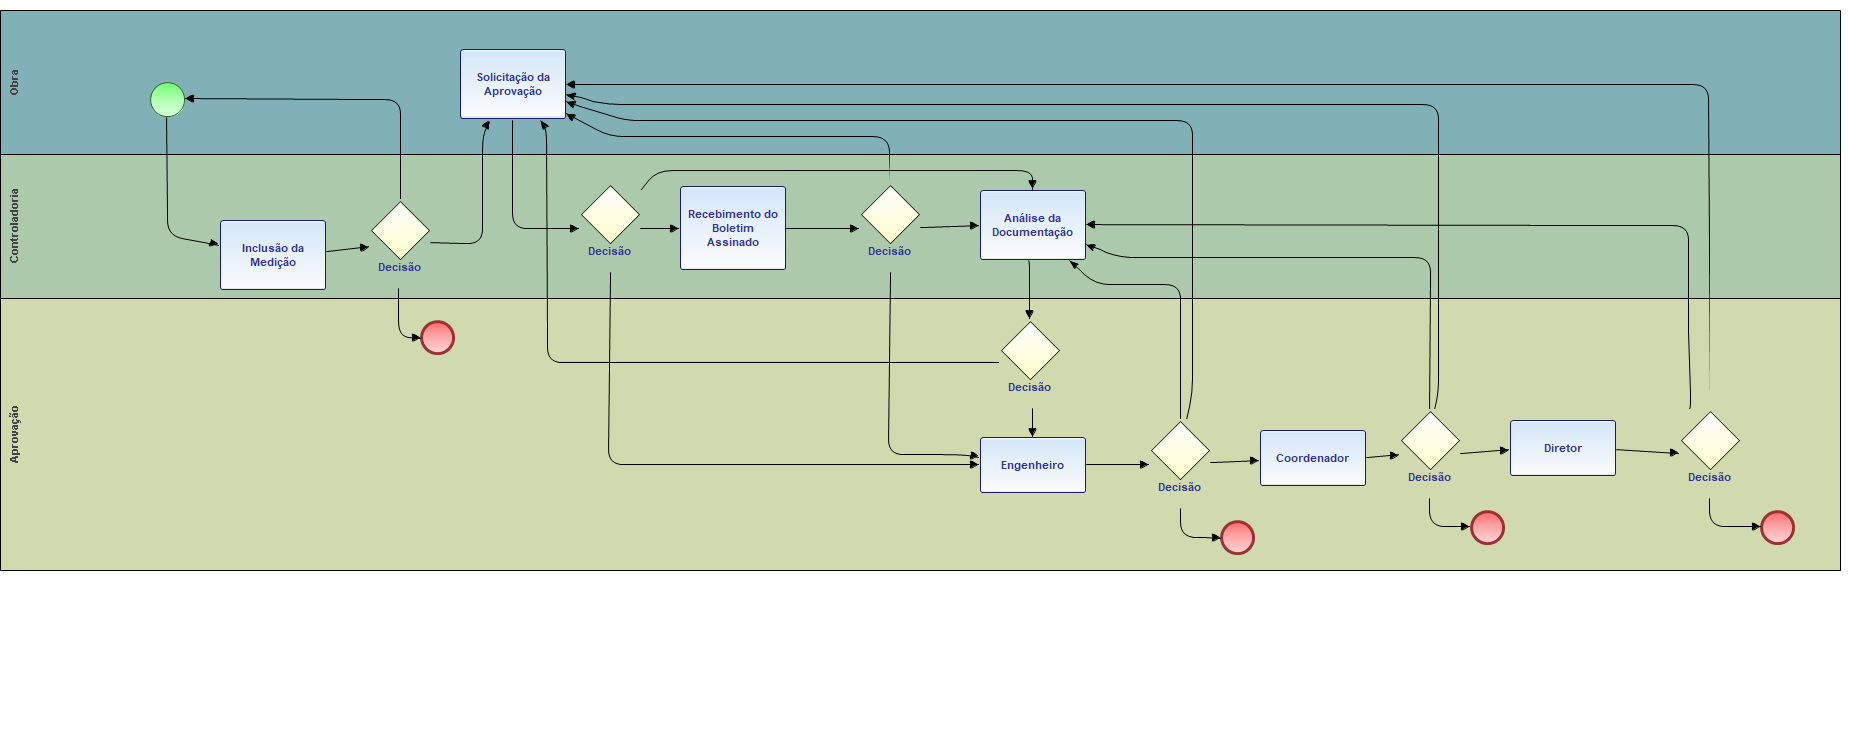 Obra
Solicitação da
Aprovação
Controladoria
Inclusão da
Medição
Decisão
Decisão
Recebimento do
Boletim
Assinado
Decisão
Análise da
Documentação
Aprovação
Decisão
Engenheiro
Decisão
Coordenador
Decisão
Diretor
Decisão